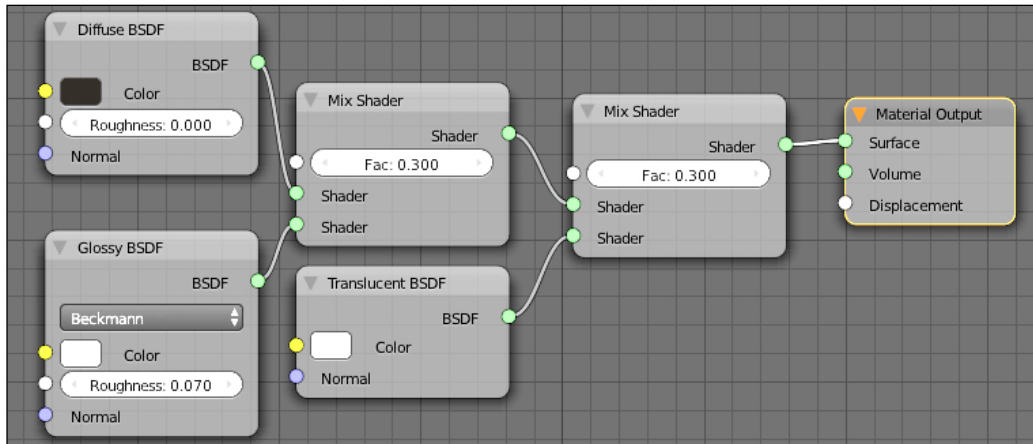 Diffuse BSDF
BSDF
Color
Roughness: 0.000
Normal
Glossy BSDF
BSDF
Beckmann
Color
Roughness: 0.070
Normal
Mix Shader
Shader
Fac: 0.300
Shader
Shader
Translucent BSDF
BSDF
Color
Normal
Mix Shader
Shader
Fac: 0.300
Shader
Shader
Material Output
Surface
Volume
Displacement